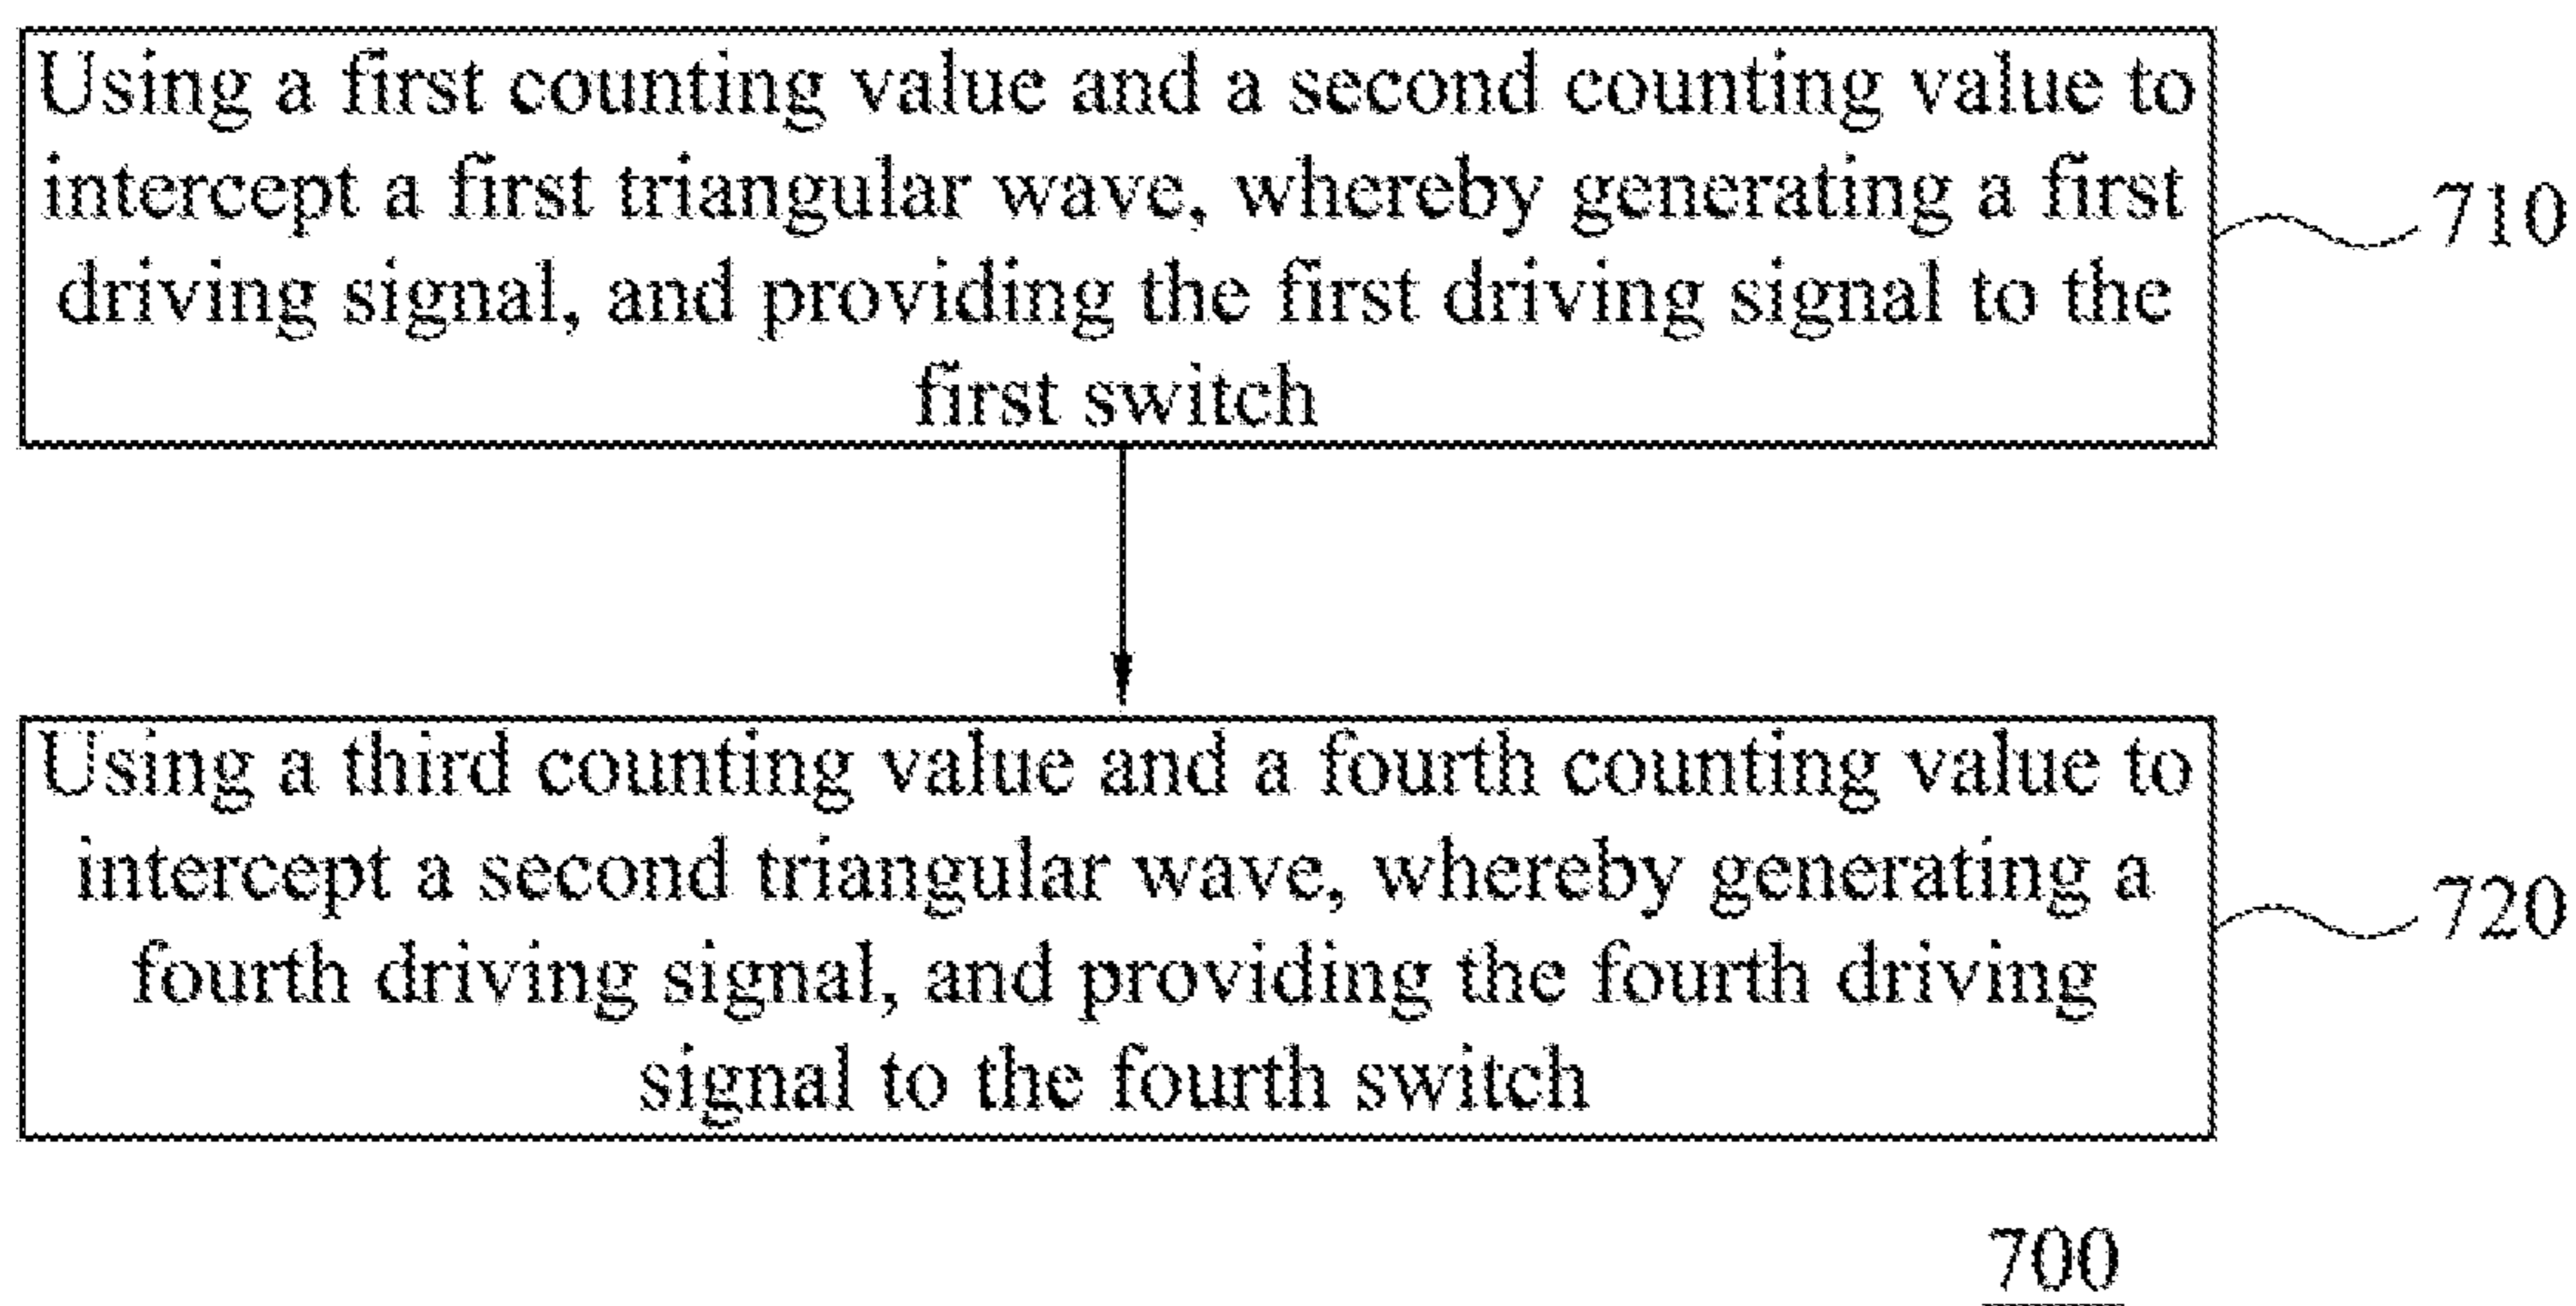 Using a first counting value and a second counting value to
intercept a first triangular wave, whereby generating a first
driving signal, and providing the first driving signal to the
first switch
710
Using a third counting value and a fourth counting value to
intercept a second triangular wave, whereby generating a
fourth driving signal, and providing the fourth driving
signal to the fourth switch
720
700